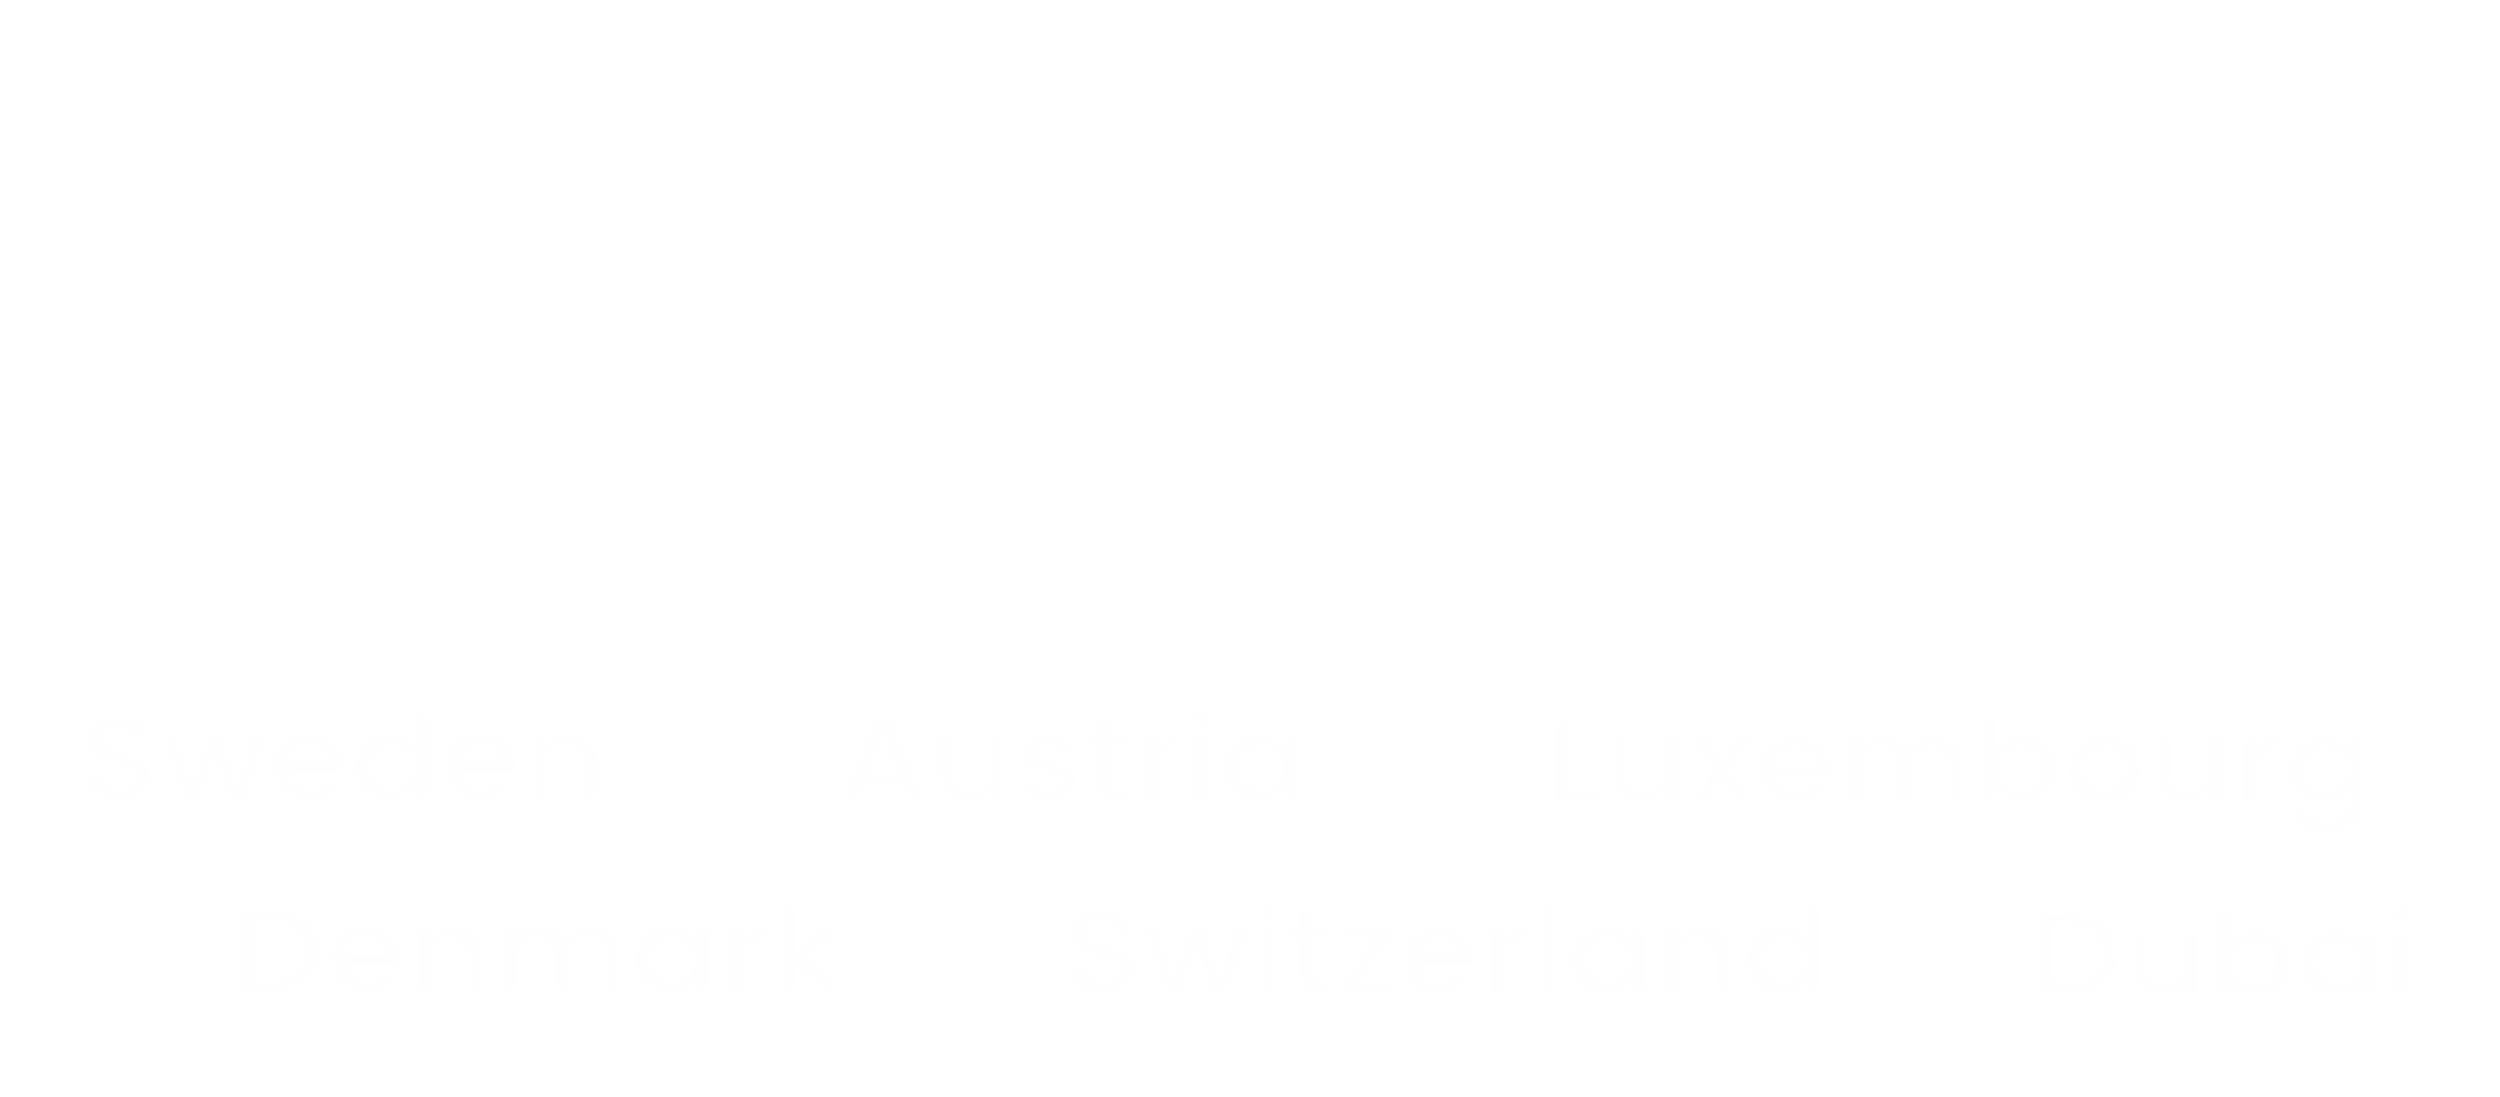 Sweden Austria Luxembourg
Denmark Switzerland Dubai